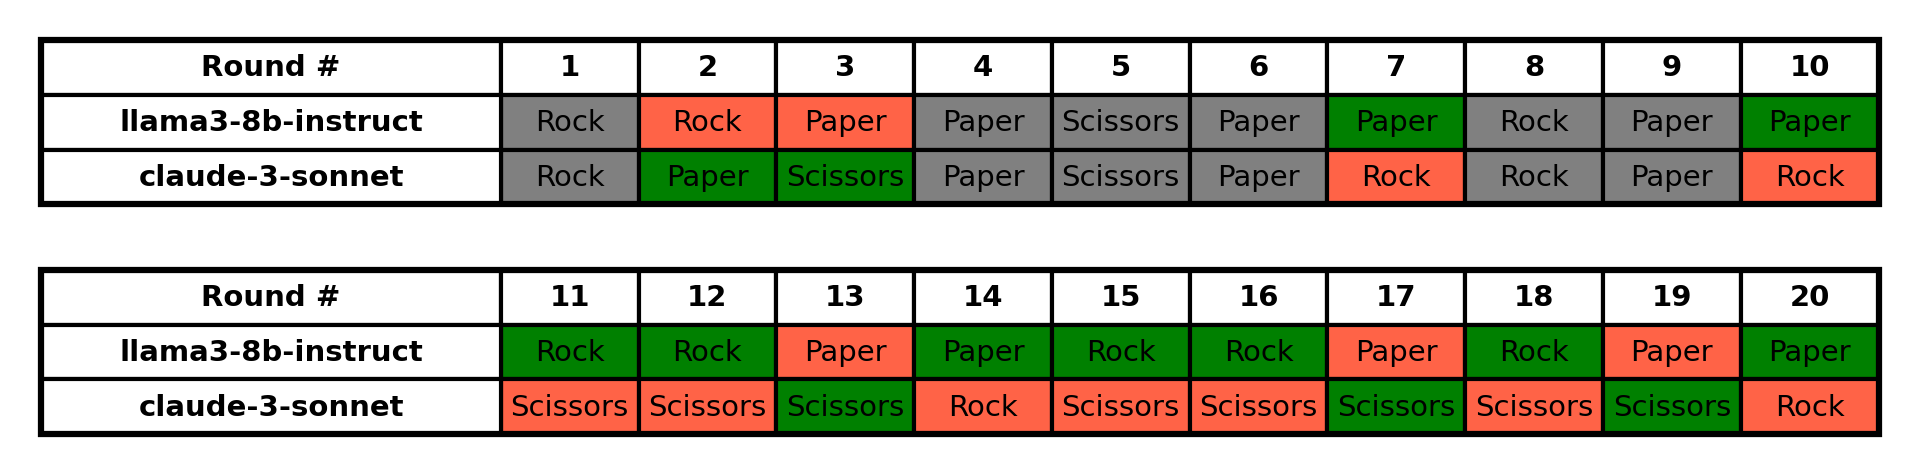 Round # 1 2 3 4 5 6 7 8 9 10
llama3-8b-instruct Rock Rock Paper Paper Scissors Paper Paper Rock Paper Paper
claude-3-sonnet Rock Paper Scissors Paper Scissors Paper Rock Rock Paper Rock
Round # 11 12 13 14 15 16 17 18 19 20
llama3-8b-instruct Rock Rock Paper Paper Rock Rock Paper Rock Paper Paper
claude-3-sonnet Scissors Scissors Scissors Rock Scissors Scissors Scissors Scissors Scissors Rock